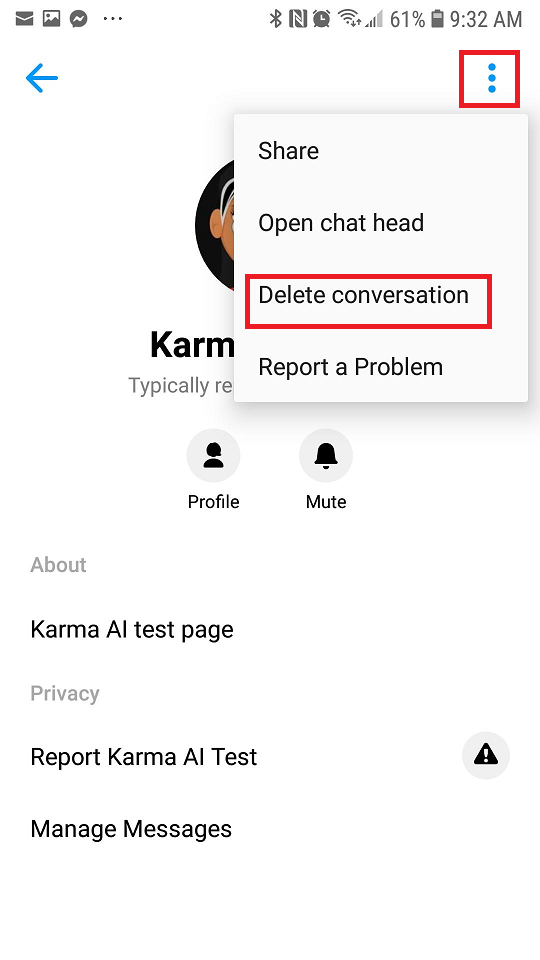 61% 9:32 AM
Share
Open chat head
Delete conversation
Report a Problem
Karm
Typically re
Profile Mute
About
Karma AI test page
Privacy
Report Karma AI Test
Manage Messages